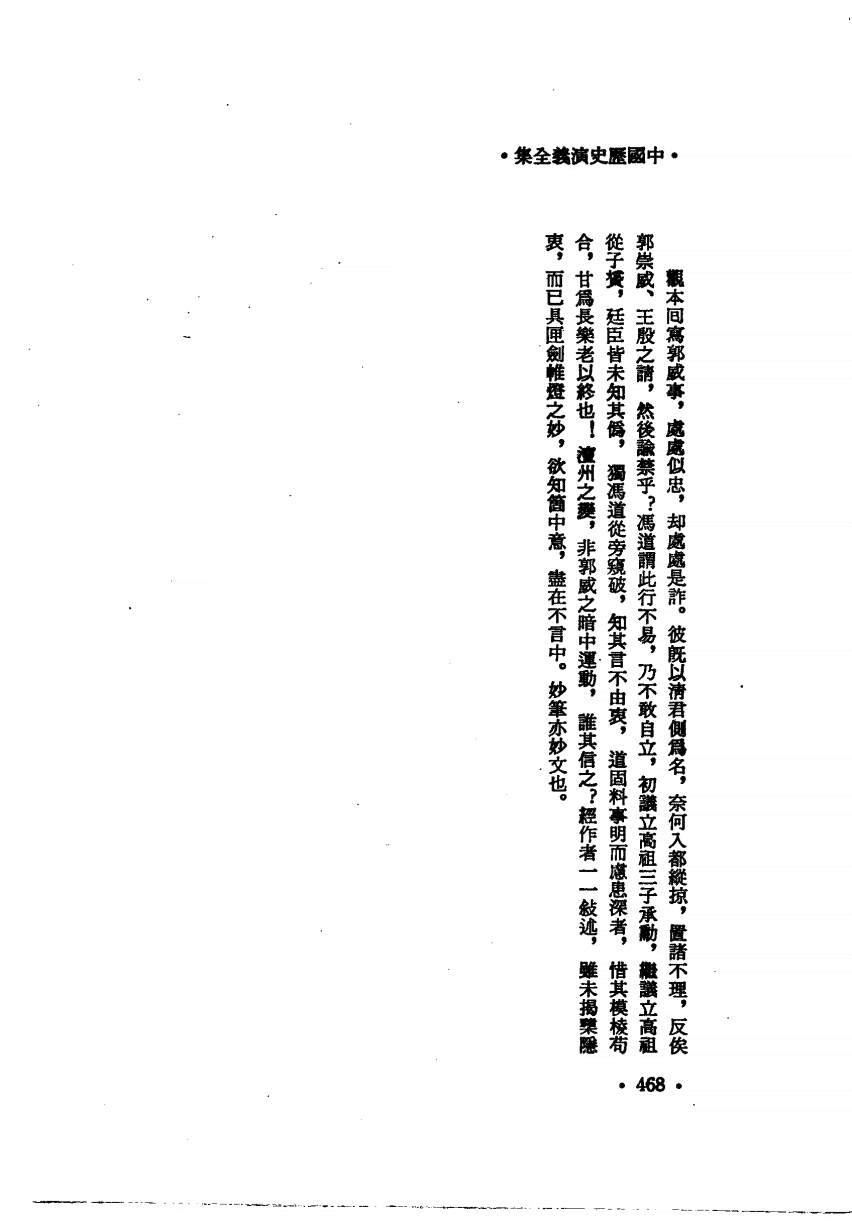 •集全義演史歷國中•
觀本回寫郭威事，處處似忠，却處處是詐。彼既以清君側爲名，奈何入都縱掠，置諸不理，反俟
郭崇威、王殷之請，然後諭禁乎？馮道謂此行不易，乃不敢自立，初議立高祖三子承勳，繼議立高祖
從子贇，廷臣皆未知其僞，獨馮道從旁窺破，知其言不由衷，道固料事明而慮患深者，惜其模棱苟
合，甘爲長樂老以終也！澶州之變，非郭威之暗中運動，誰其信之？經作者一一敍述，雖未揭櫫隱
衷，而已具匣劍帷燈之妙，欲知箇中意，盡在不言中。妙筆亦妙文也。
•468•